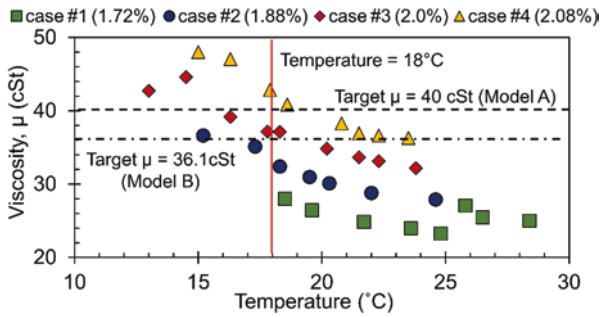 case #1 (1.72%) case #2 (1.88%) case #3 (2.0%) case #4 (2.08%)
50
Temperature = 18°C
40
Target μ = 40 cSt (Model A)
Target μ = 36.1cSt
(Model B)
30
20
10 15 20 25 30
Viscosity, μ (cSt)
Temperature (˚C)